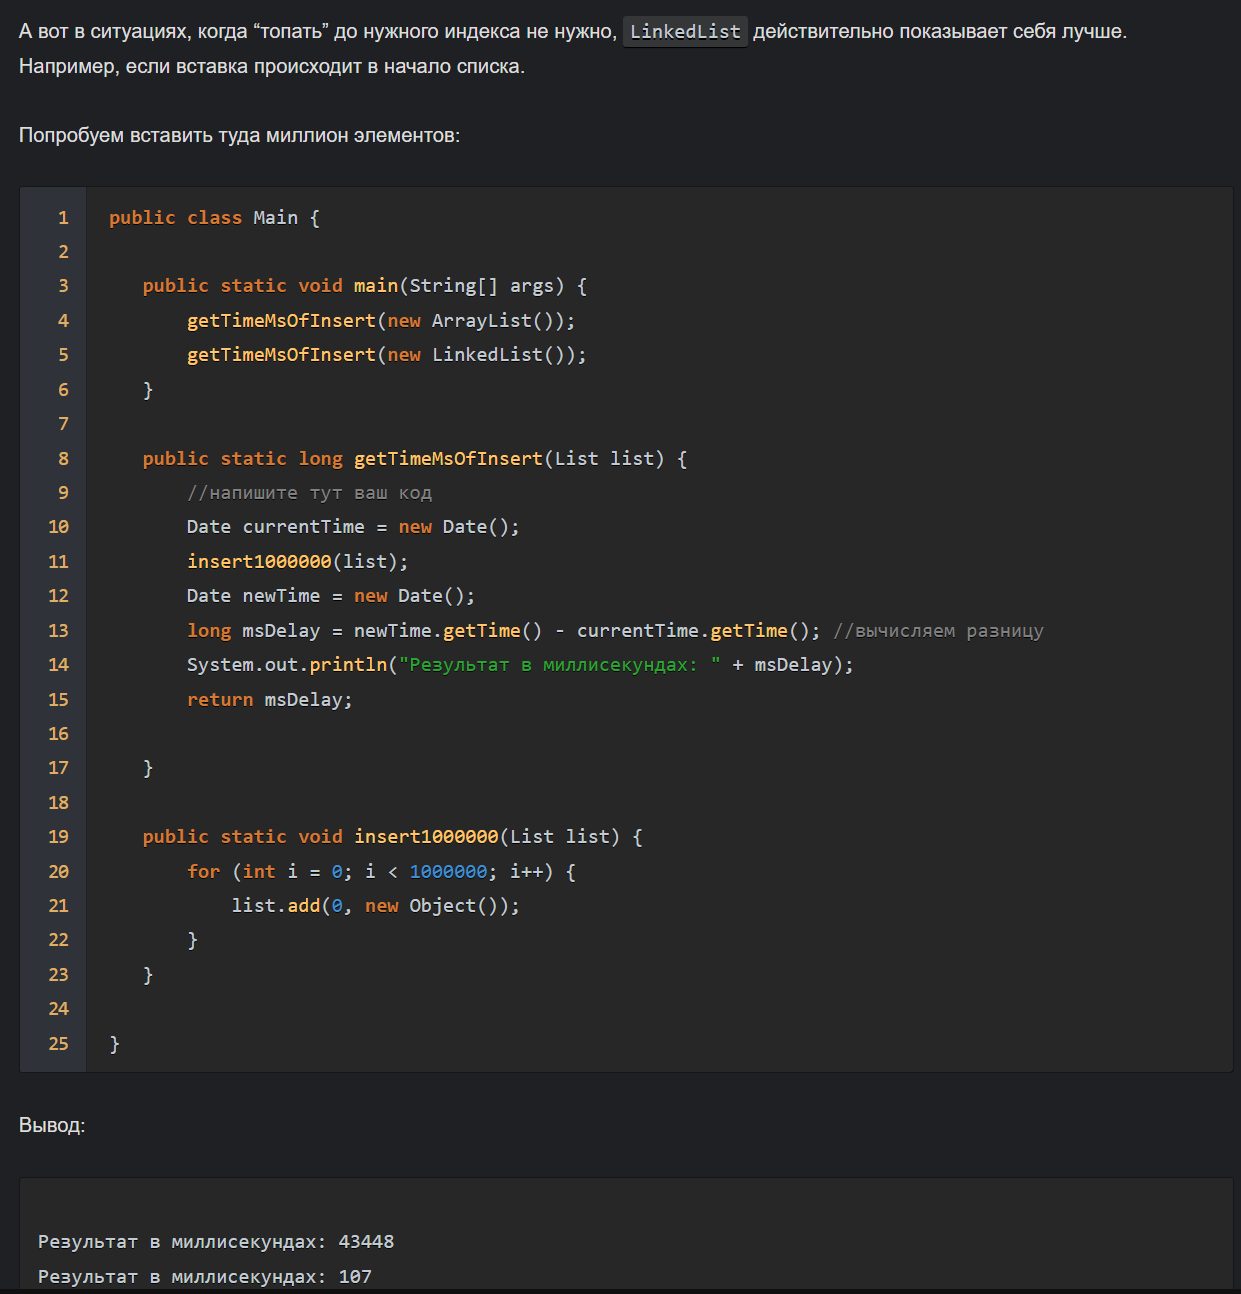 А вот в ситуациях, когда “топать” до нужного индекса не нужно, LinkedList действительно показывает себя лучше.
Например, если вставка происходит в начало списка.
Попробуем вставить туда миллион элементов:
1 public class Main {
2
3    public static void main(String[] args) {
4        getTimeMsOfInsert(new ArrayList());
5        getTimeMsOfInsert(new LinkedList());
6    }
7
8    public static long getTimeMsOfInsert(List list) {
9        //напишите тут ваш код
10        Date currentTime = new Date();
11        insert1000000(list);
12        Date newTime = new Date();
13        long msDelay = newTime.getTime() - currentTime.getTime(); //вычисляем разницу
14        System.out.println("Результат в миллисекундах: " + msDelay);
15        return msDelay;
16
17    }
18
19    public static void insert1000000(List list) {
20        for (int i = 0; i < 1000000; i++) {
21            list.add(0, new Object());
22        }
23    }
24
25 }
Вывод:
Результат в миллисекундах: 43448
Результат в миллисекундах: 107